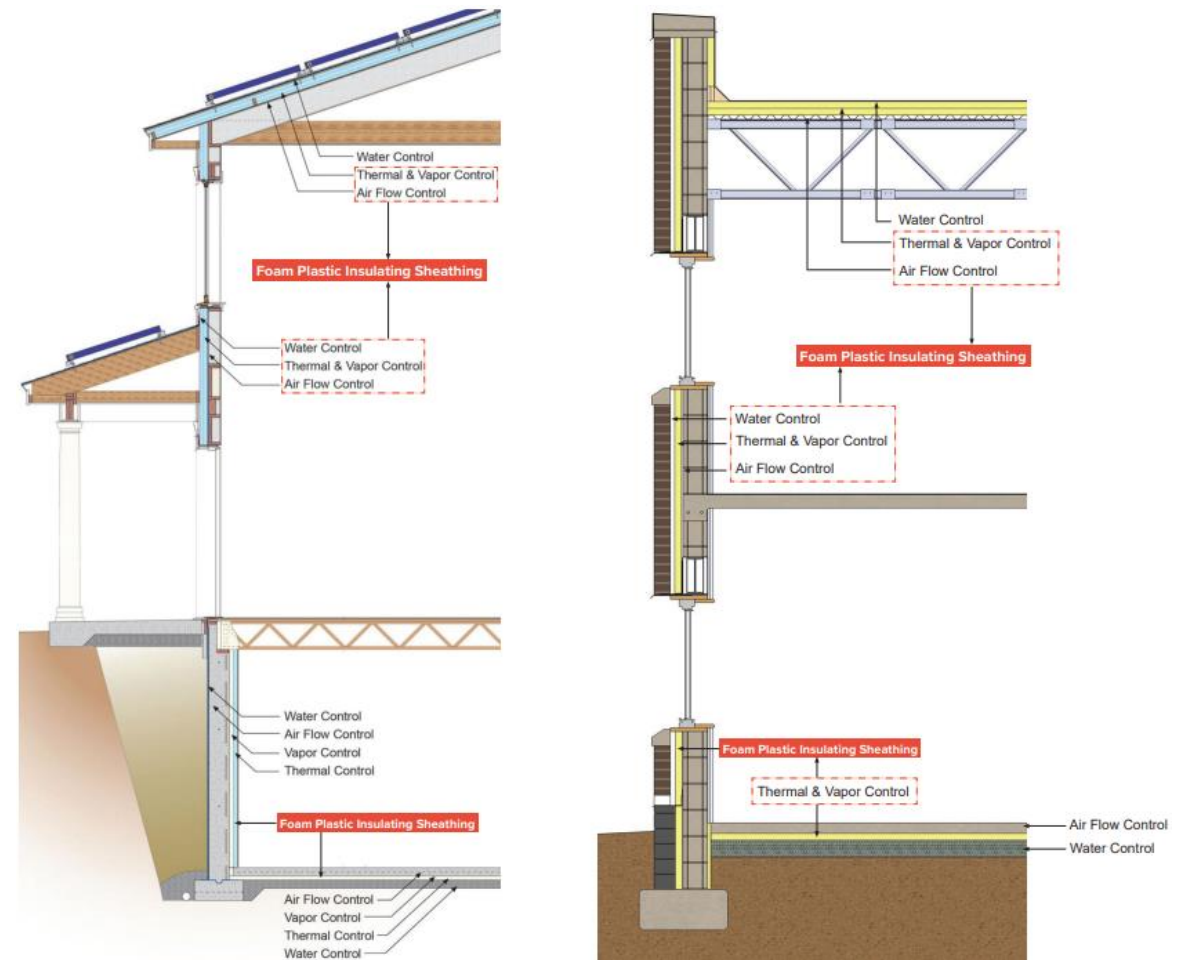 Water Control
Thermal & Vapor Control
Air Flow Control
Foam Plastic Insulating Sheathing
Water Control
Thermal & Vapor Control
Air Flow Control
Water Control
Air Flow Control
Vapor Control
Thermal Control
Foam Plastic Insulating Sheathing
Air Flow Control
Vapor Control
Thermal Control
Water Control
Water Control
Thermal & Vapor Control
Air Flow Control
Foam Plastic Insulating Sheathing
Water Control
Thermal & Vapor Control
Air Flow Control
Foam Plastic Insulating Sheathing
Thermal & Vapor Control
Air Flow Control
Water Control